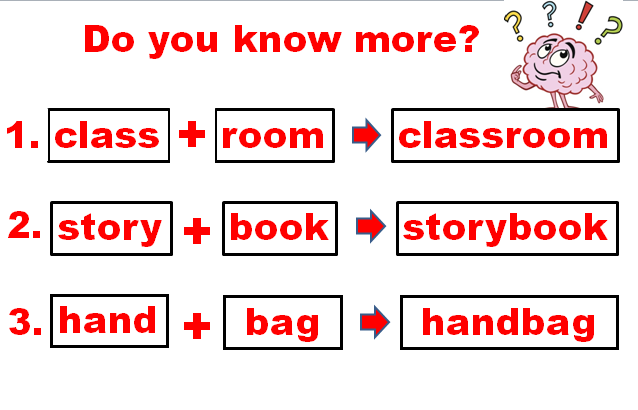 Do you know more?
1. class + room classroom
2. story + book storybook
3. hand + bag handbag